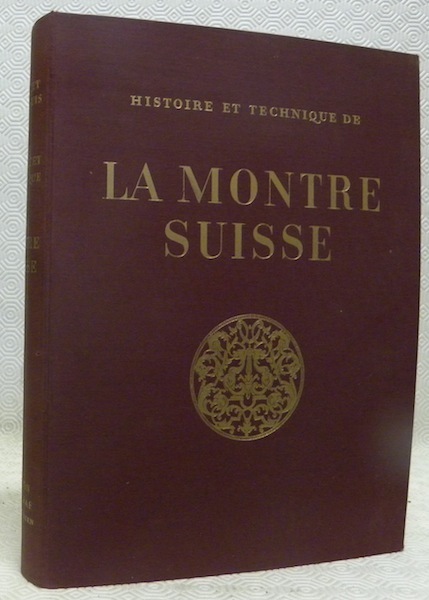 HISTOIRE ET TECHNIQUE DE
LA MONTRE
SUISSE